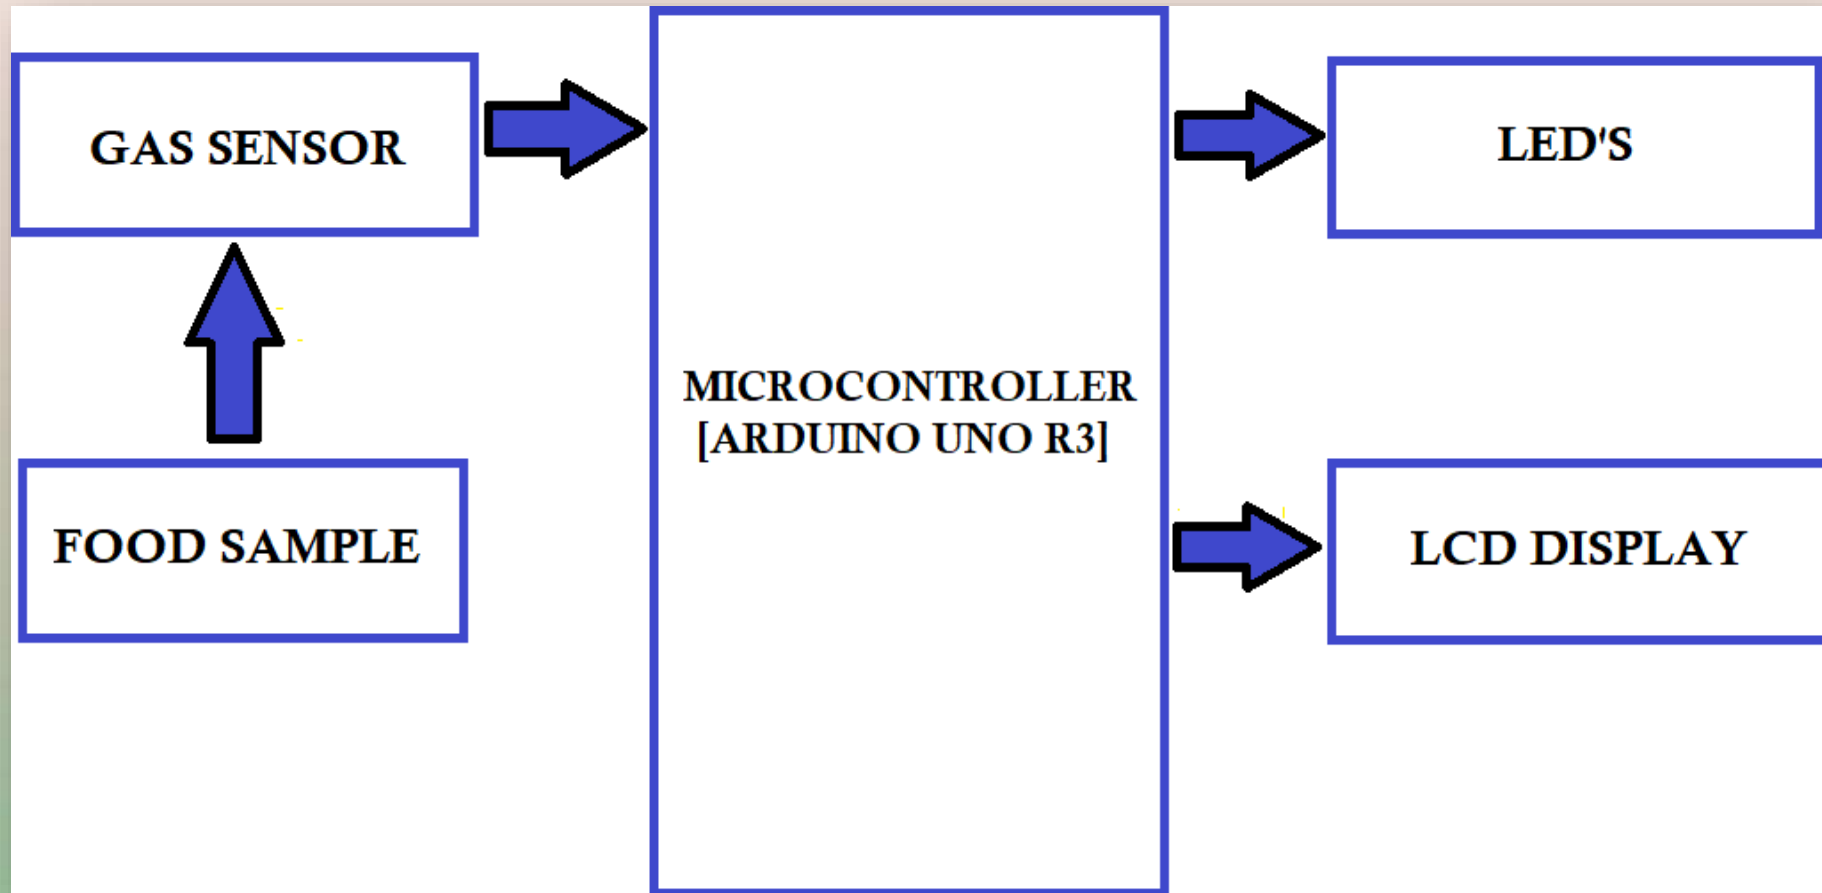 GAS SENSOR
FOOD SAMPLE
MICROCONTROLLER
[ARDUINO UNO R3]
LED'S
LCD DISPLAY